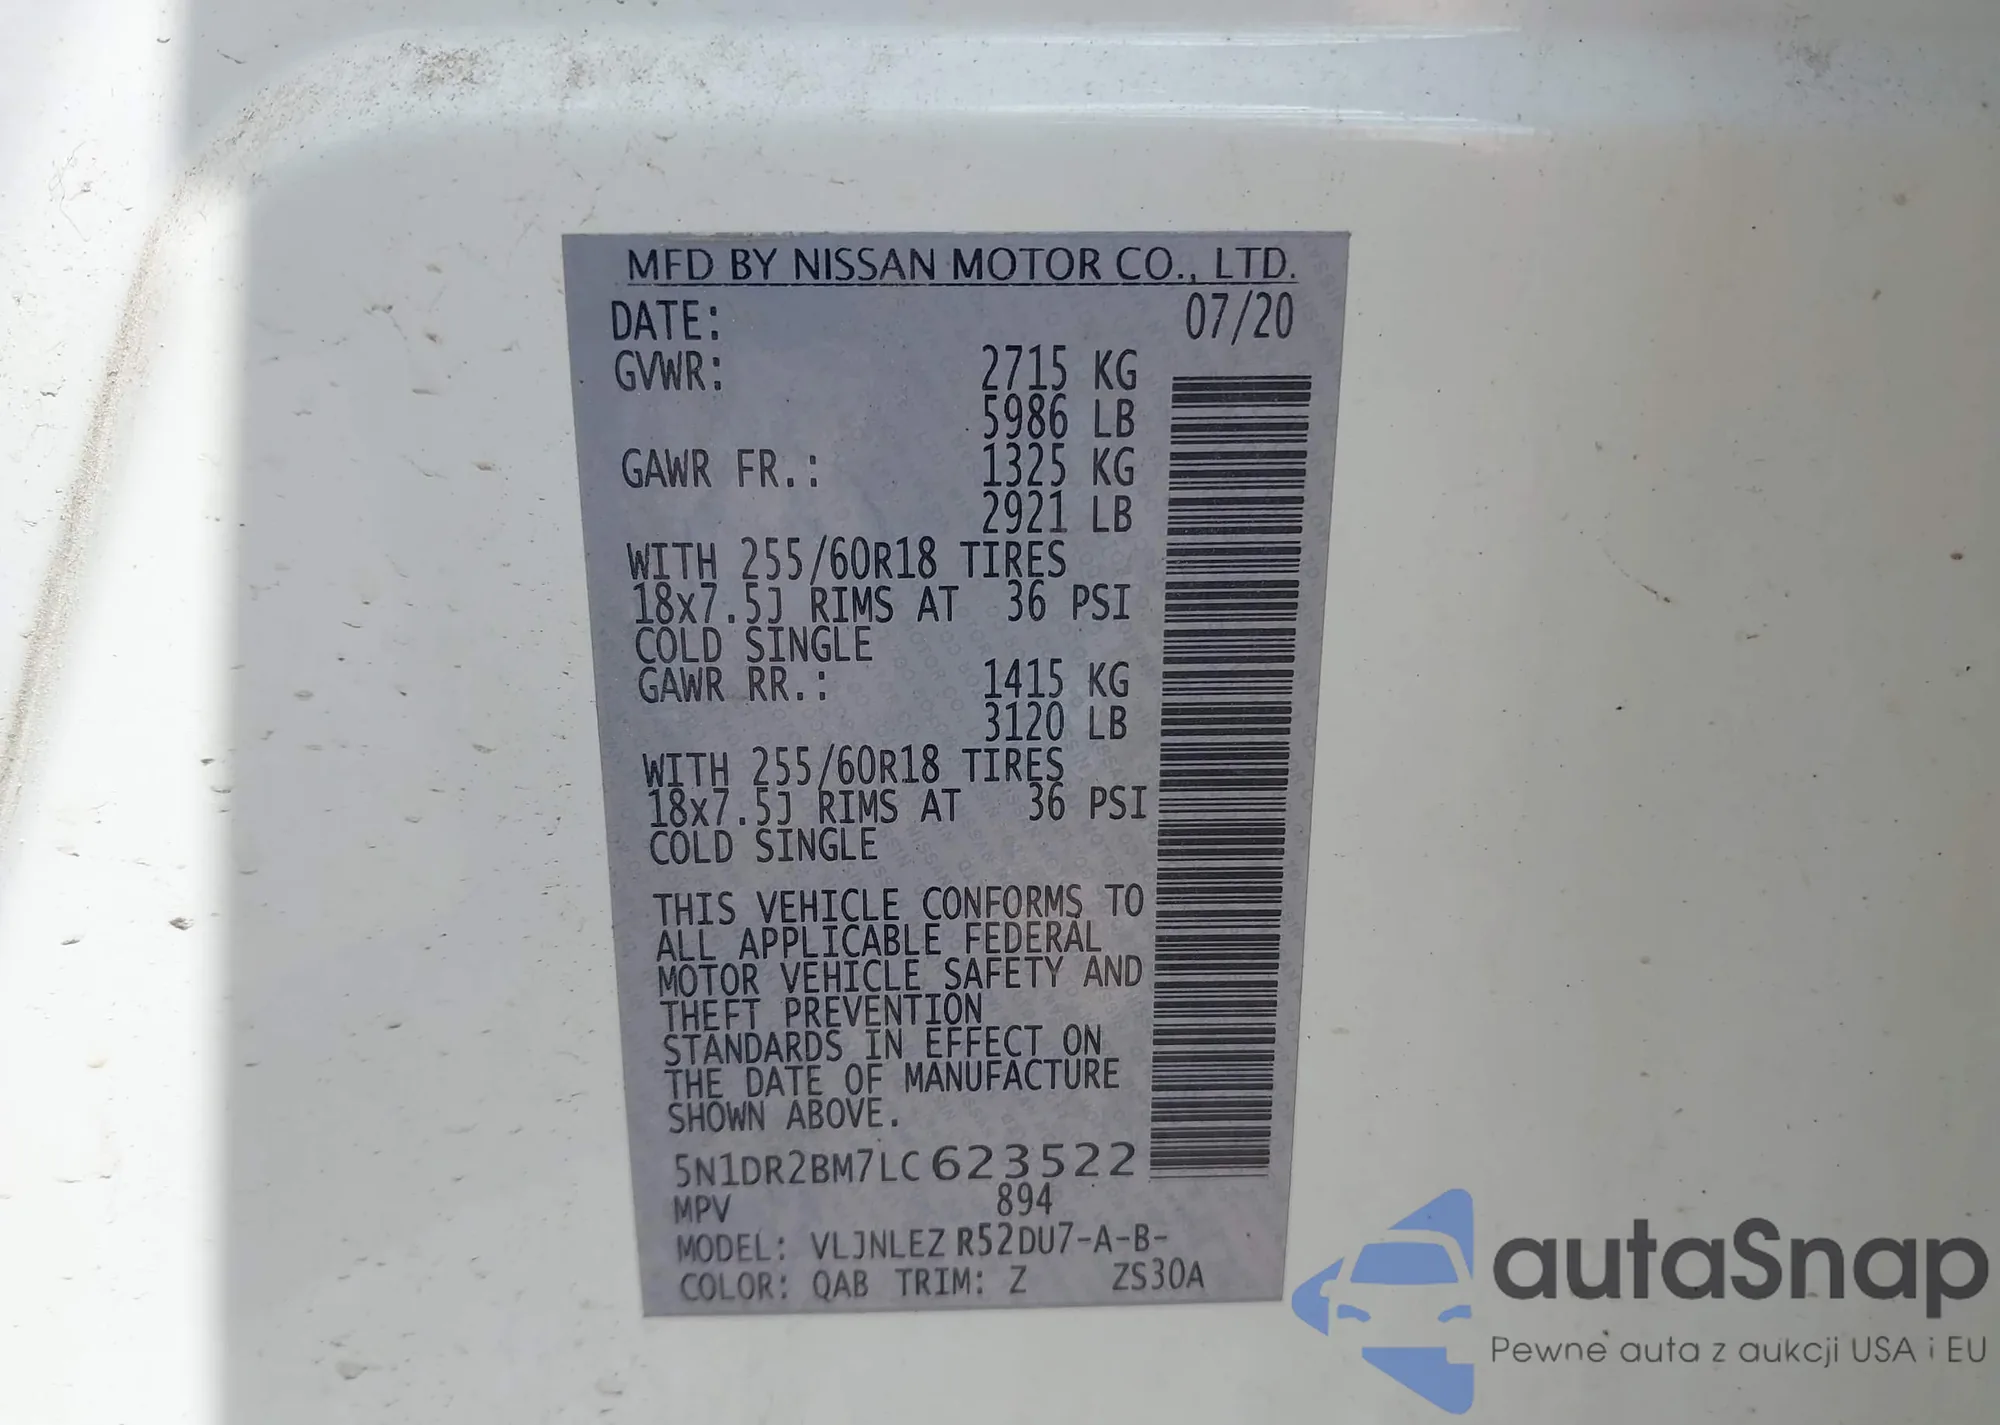 MFD BY NISSAN MOTOR CO., LTD.
DATE: 07/20
GVWR: 2715 KG
5986 LB
GAWR FR.: 1325 KG
2921 LB
WITH 255/60R18 TIRES
18x7.5J RIMS AT 36 PSI
COLD SINGLE
GAWR RR.: 1415 KG
3120 LB
WITH 255/60R18 TIRES
18x7.5J RIMS AT 36 PSI
COLD SINGLE
THIS VEHICLE CONFORMS TO
ALL APPLICABLE FEDERAL
MOTOR VEHICLE SAFETY AND
THEFT PREVENTION
STANDARDS IN EFFECT ON
THE DATE OF MANUFACTURE
SHOWN ABOVE.
5N1DR2BM7LC623522
MPV 894
MODEL: VLJNLEZ R52DU7-A-B-
COLOR: QAB TRIM: Z ZS30A
autaSnap
Pewne auta z aukcji USA i EU